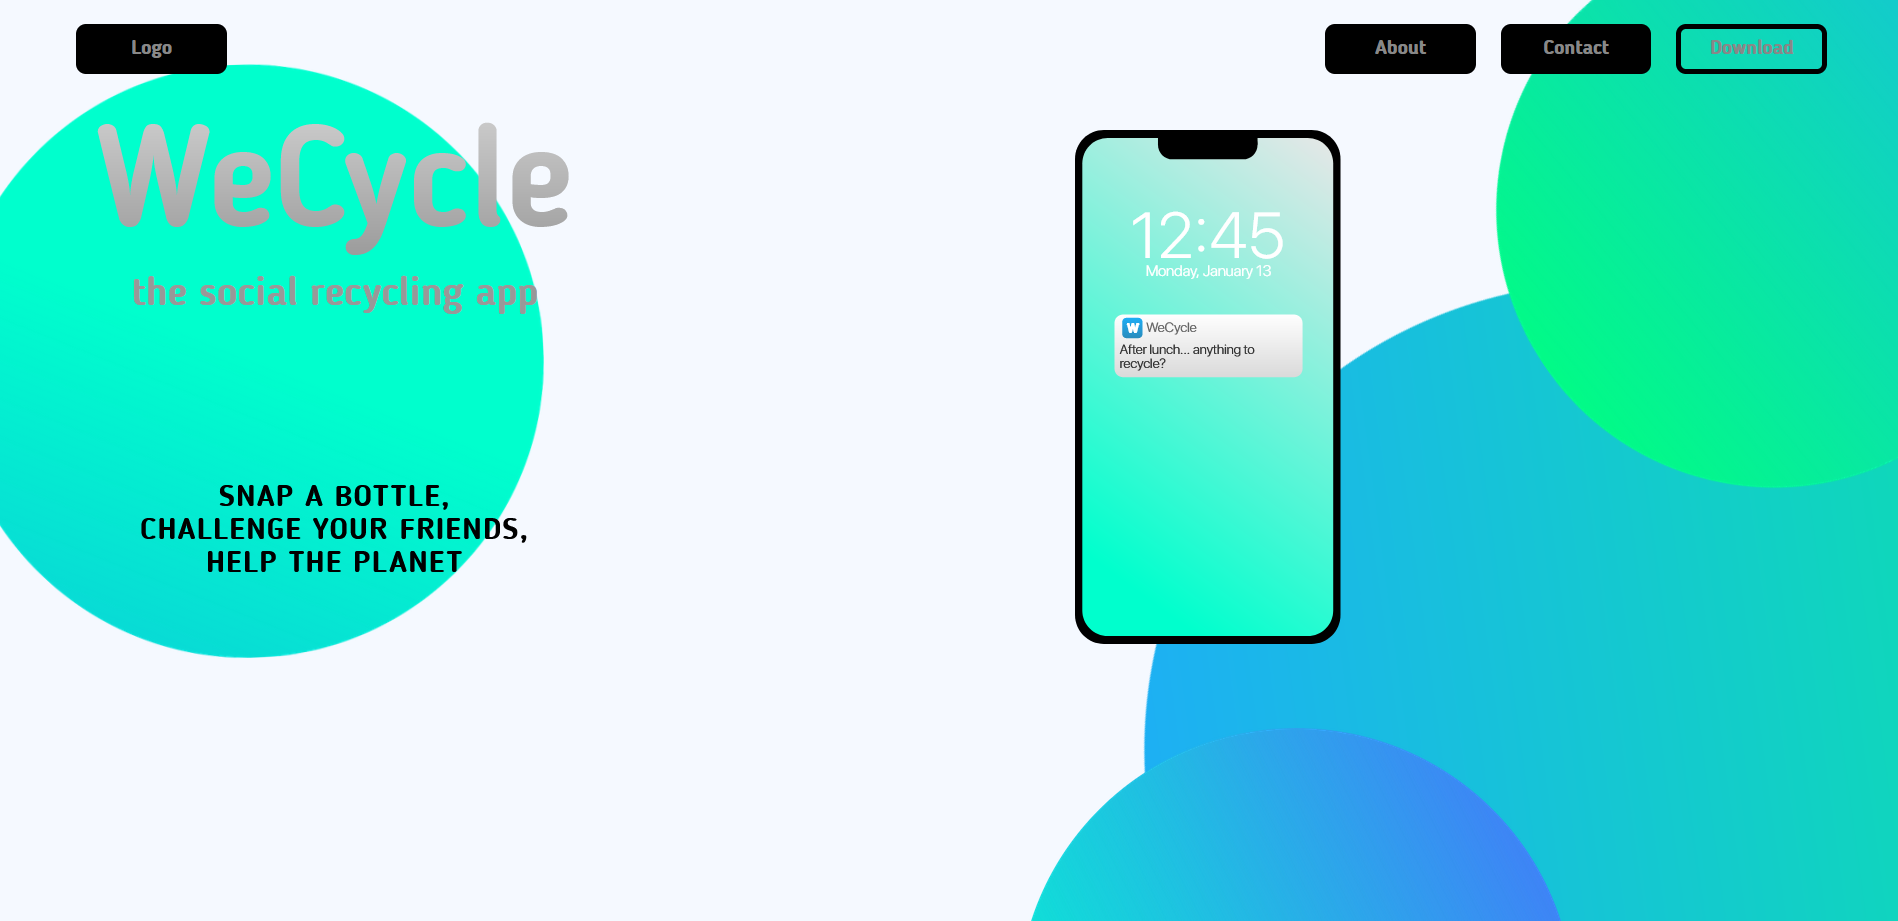 Logo
About
Contact
Download
WeCycle
the social recycling app
SNAP A BOTTLE,
CHALLENGE YOUR FRIENDS,
HELP THE PLANET
12:45
Monday, January 13
W WeCycle
After lunch... anything to
recycle?